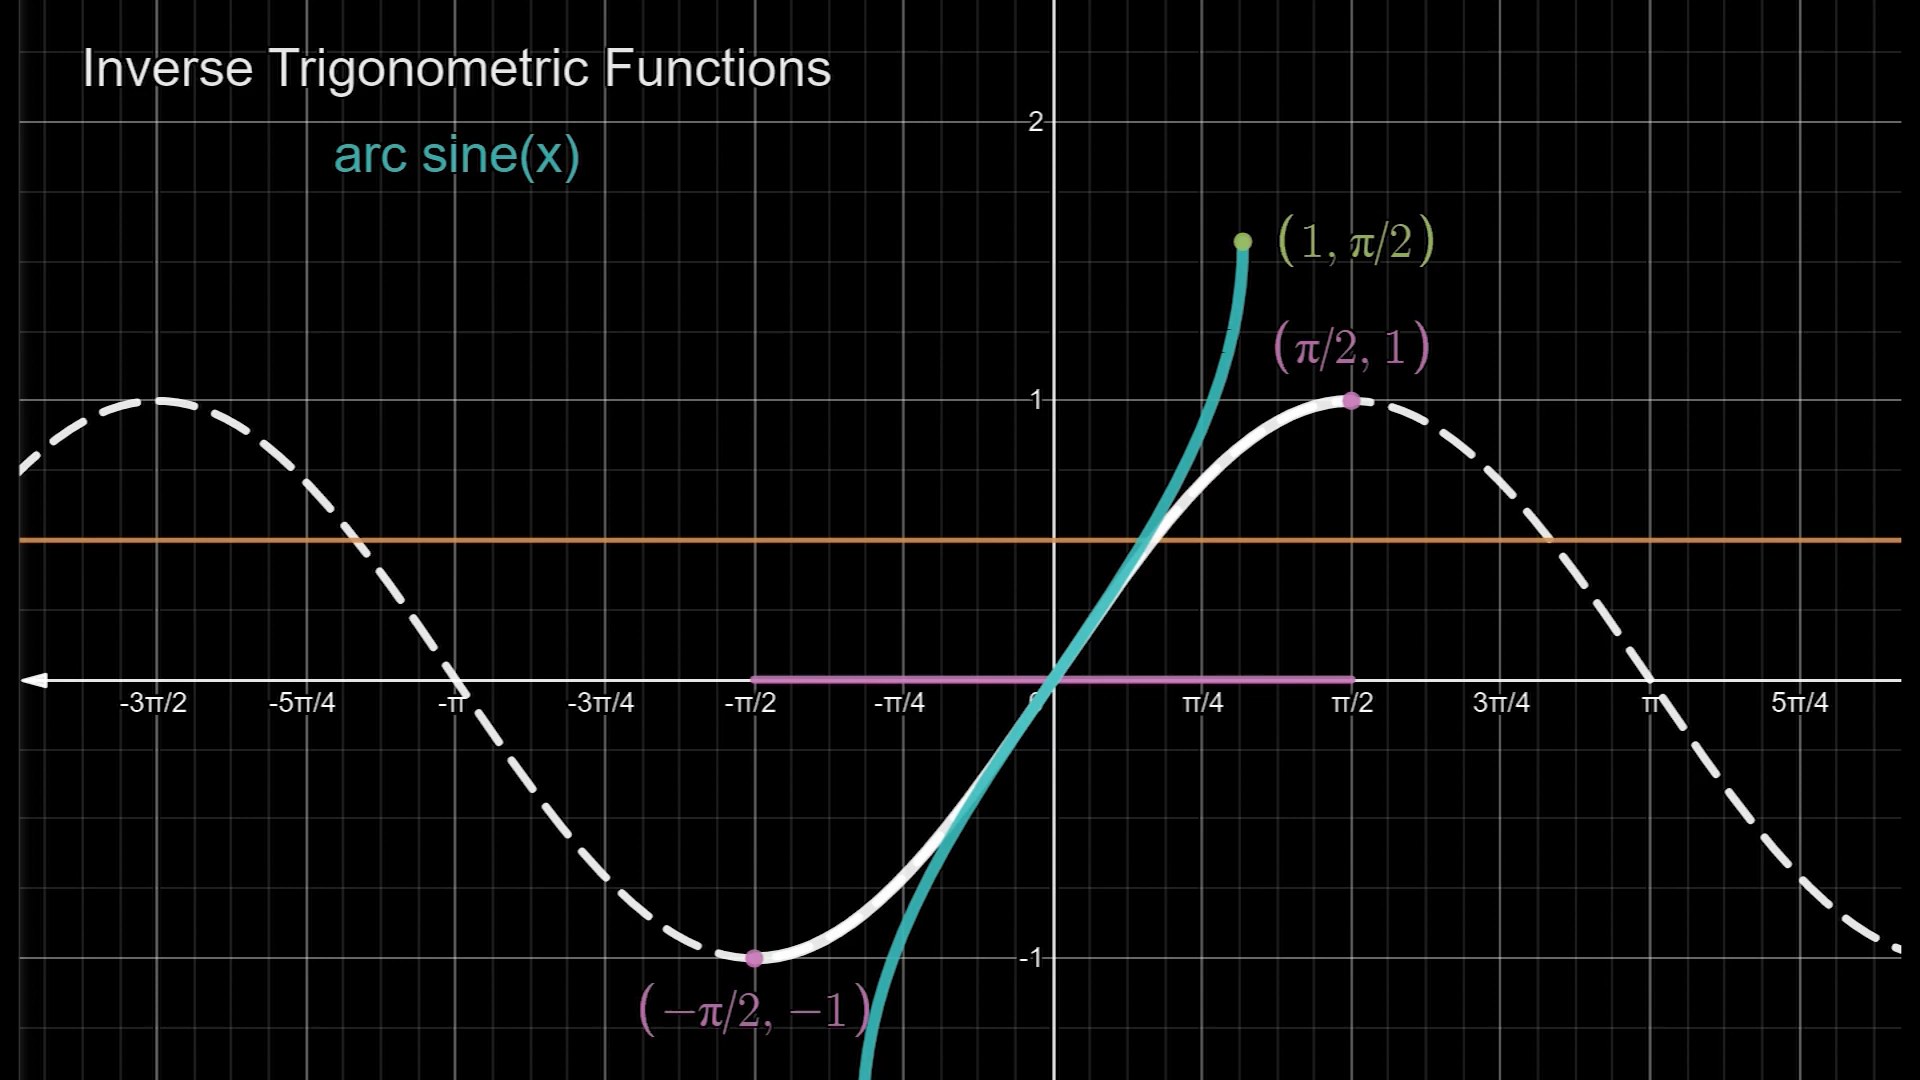 Inverse Trigonometric Functions
arc sine(x)
2
(1, π/2)
(π/2, 1)
1
-3π/2 -5π/4 -π -3π/4 -π/2 -π/4 0 π/4 π/2 3π/4 π 5π/4
-1
(−π/2, −1)